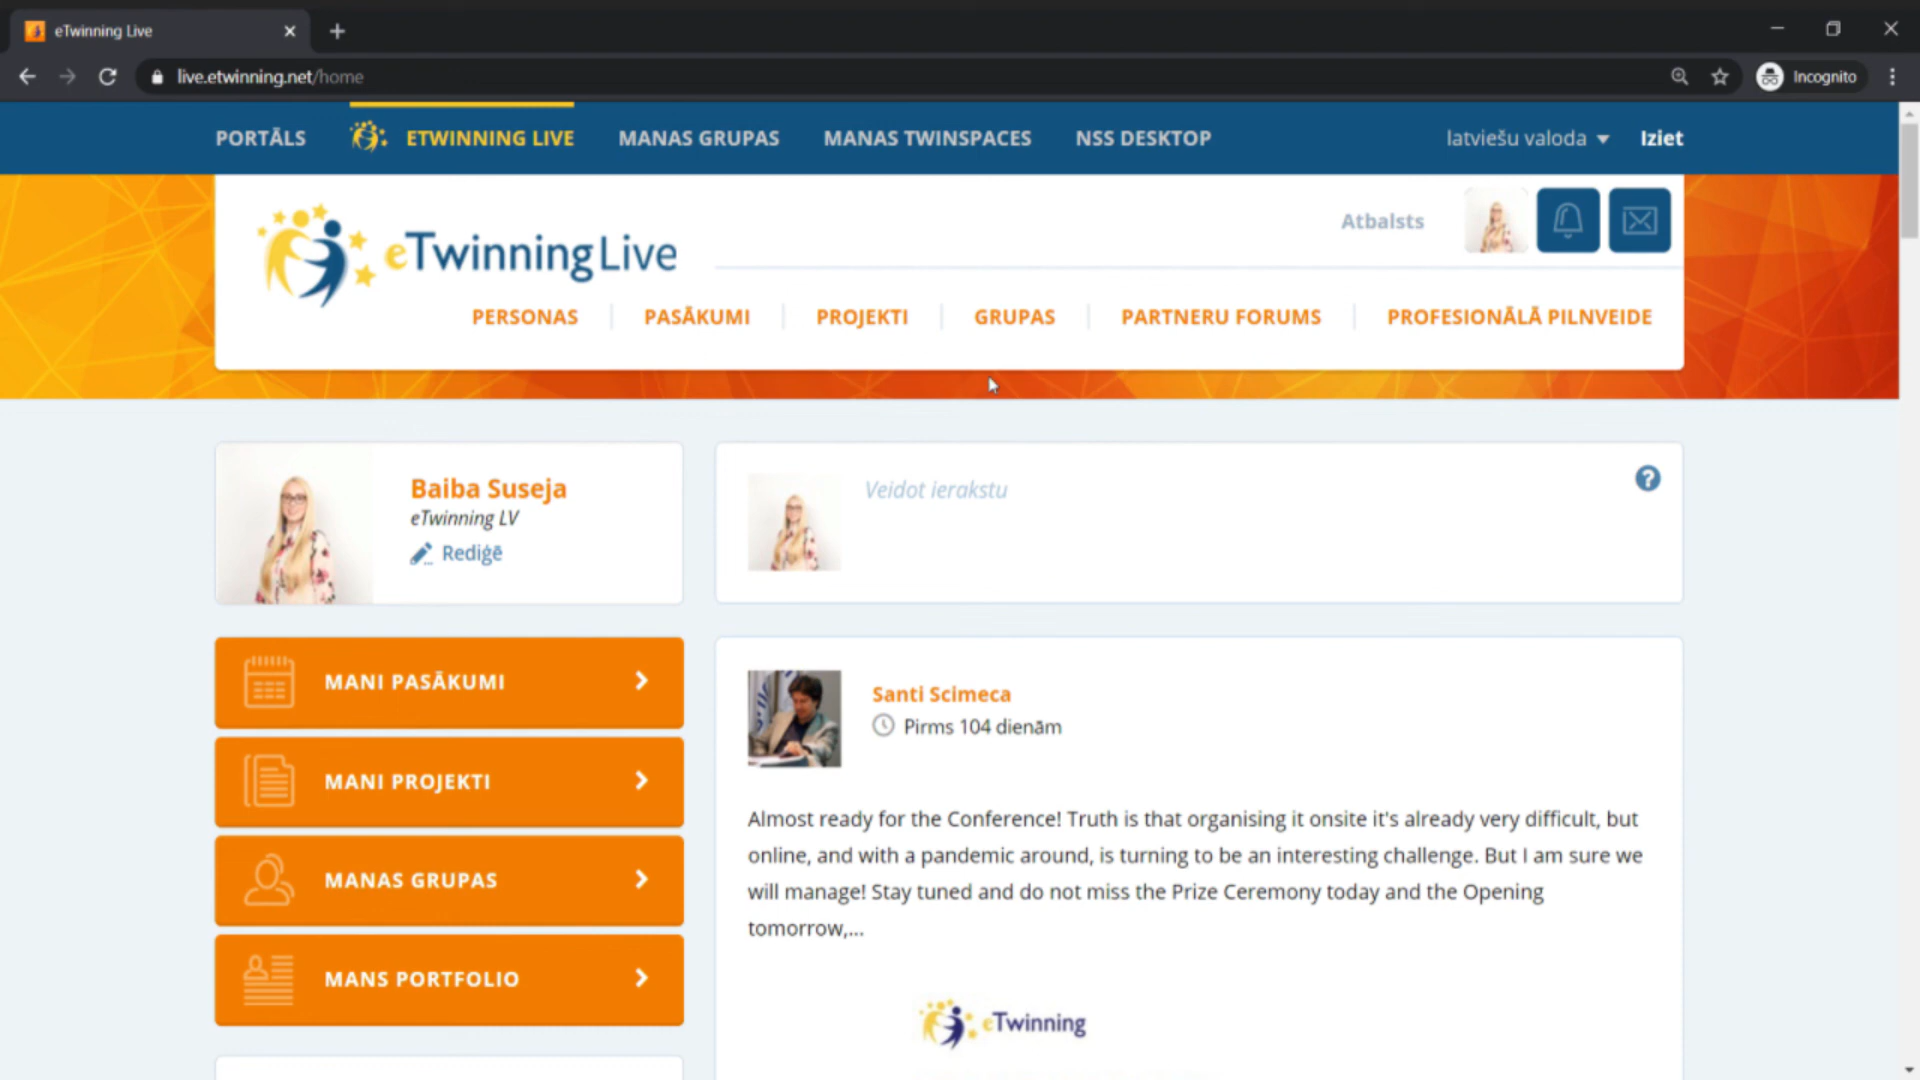 eTwinning Live
live.etwinning.net/home
Incognito
PORTĀLS
ETWINNING LIVE
MANAS GRUPAS
MANAS TWINSPACES
NSS DESKTOP
latviešu valoda
Iziet
eTwinning Live
Atbalsts
PERSONAS
PASĀKUMI
PROJEKTI
GRUPAS
PARTNERU FORUMS
PROFESIONĀLĀ PILNVEIDE
Baiba Suseja
eTwinning LV
Rediģē
Veidot ierakstu
?
MANI PASĀKUMI
MANI PROJEKTI
MANAS GRUPAS
MANS PORTFOLIO
Santi Scimeca
Pirms 104 dienām
Almost ready for the Conference! Truth is that organising it onsite it's already very difficult, but
online, and with a pandemic around, is turning to be an interesting challenge. But I am sure we
will manage! Stay tuned and do not miss the Prize Ceremony today and the Opening
tomorrow,...
eTwinning